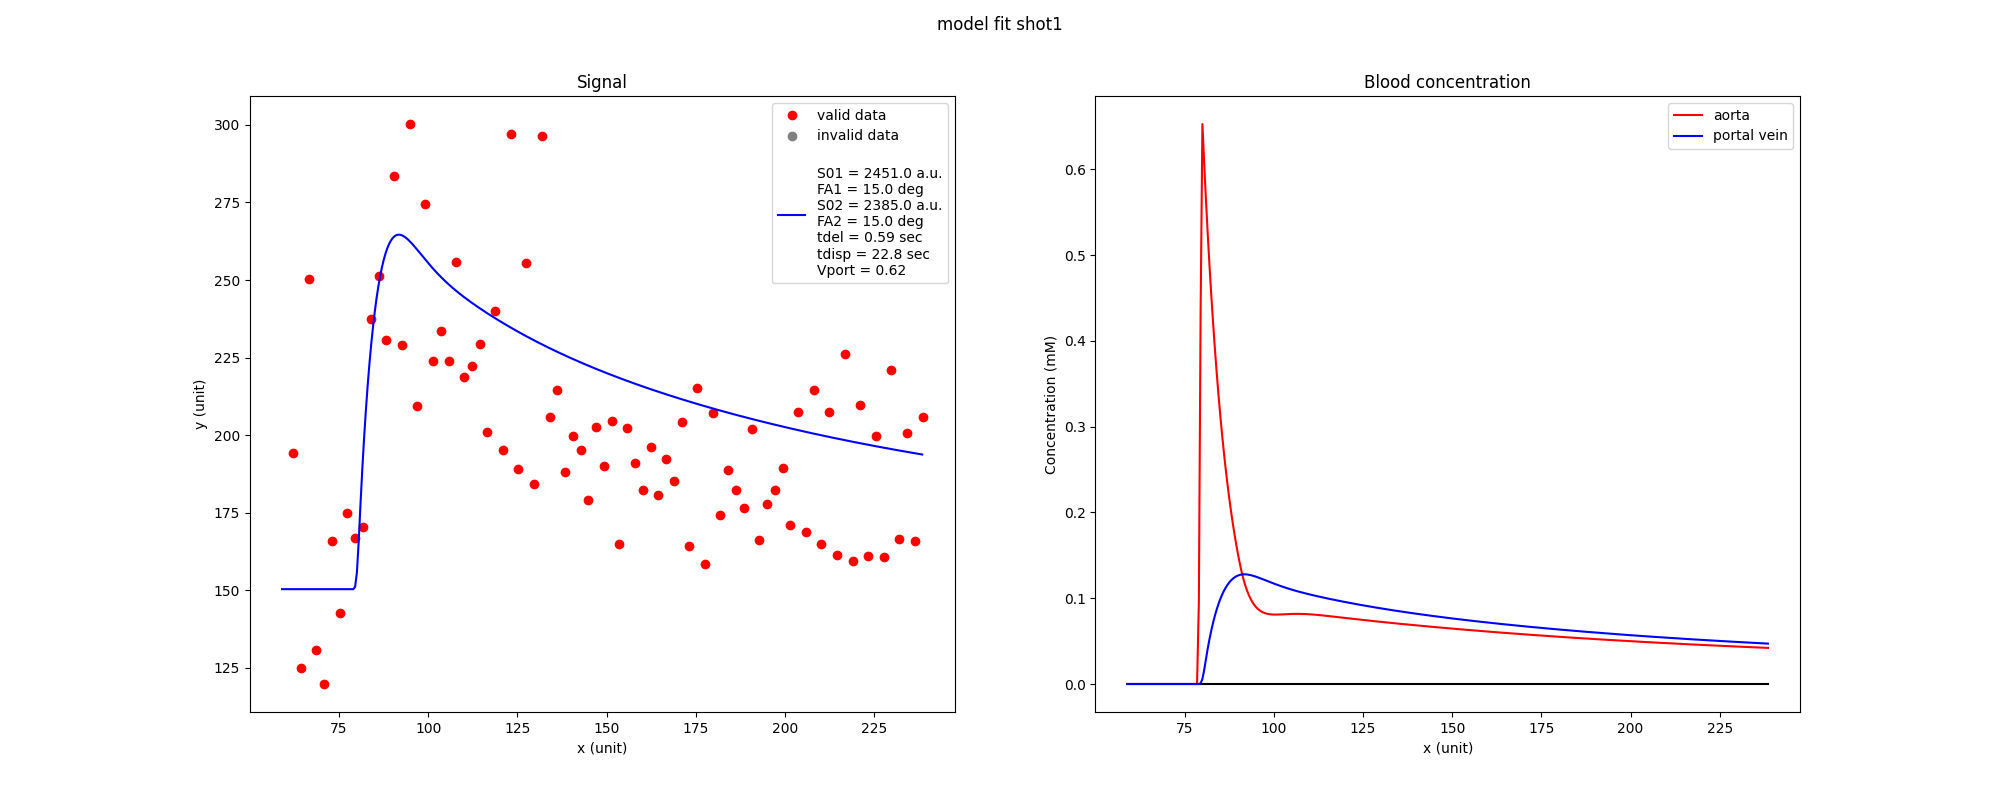 model fit shot1
Signal
300
275
250
225
200
175
150
125
y (unit)
75
100
125
150
175
200
225
x (unit)
valid data
invalid data
S01 = 2451.0 a.u.
FA1 = 15.0 deg
S02 = 2385.0 a.u.
FA2 = 15.0 deg
tdel = 0.59 sec
tdisp = 22.8 sec
Vport = 0.62
Blood concentration
0.6
0.5
0.4
0.3
0.2
0.1
0.0
Concentration (mM)
75
100
125
150
175
200
225
x (unit)
aorta
portal vein